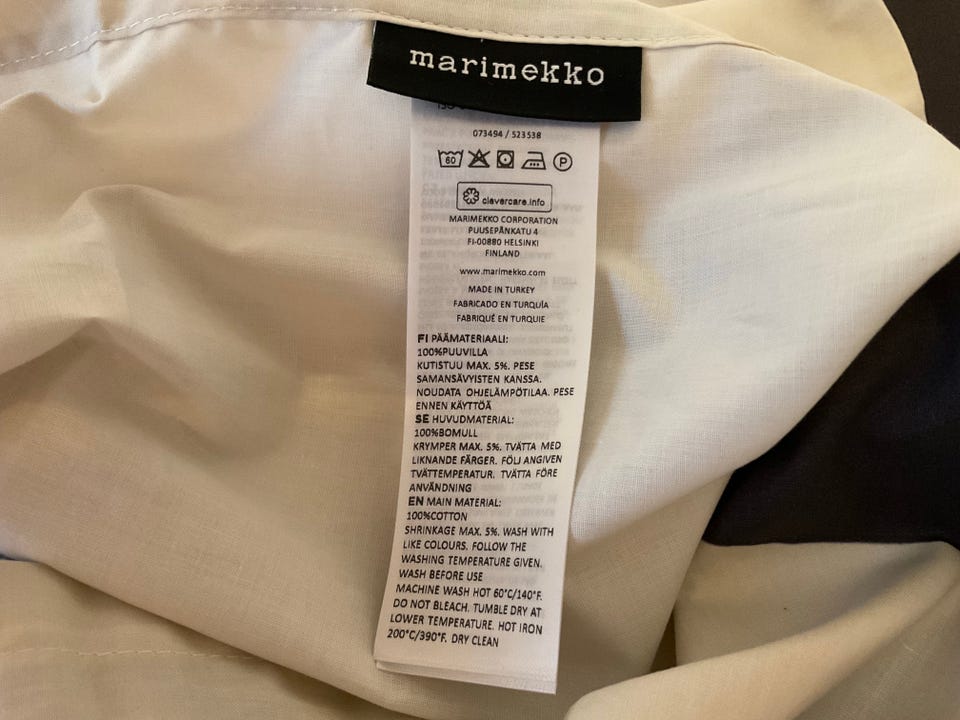 marimekko
073494 / 523538
60
P
clevercare.info
MARIMEKKO CORPORATION
PUUSEPÄNKATU 4
FI-00880 HELSINKI
FINLAND
www.marimekko.com
MADE IN TURKEY
FABRICADO EN TURQUÍA
FABRIQUÉ EN TURQUIE
FI PÄÄMATERIAALI:
100%PUUVILLA
KUTISTUU MAX. 5%. PESE
SAMANSÄVYISTEN KANSSA.
NOUDATA OHJELÄMPÖTILAA. PESE
ENNEN KÄYTTÖÄ
SE HUVUDMATERIAL:
100%BOMULL
KRYMPER MAX. 5%. TVÄTTA MED
LIKNANDE FÄRGER. FÖLJ ANGIVEN
TVÄTTEMPERATUR. TVÄTTA FÖRE
ANVÄNDNING
EN MAIN MATERIAL:
100%COTTON
SHRINKAGE MAX. 5%. WASH WITH
LIKE COLOURS. FOLLOW THE
WASHING TEMPERATURE GIVEN.
WASH BEFORE USE
MACHINE WASH HOT 60°C/140°F.
DO NOT BLEACH. TUMBLE DRY AT
LOWER TEMPERATURE. HOT IRON
200°C/390°F. DRY CLEAN